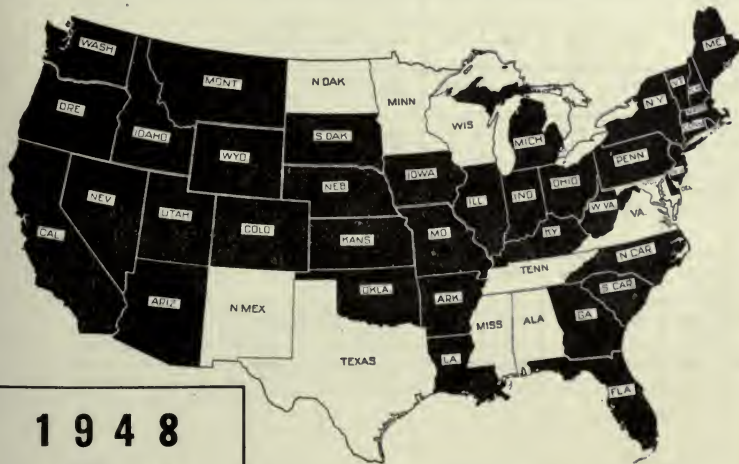 WASH
MONT
N DAK
MINN
ME
ORE
IDAHO
WYO
S DAK
WIS
MICH
N Y
VT
NEV
UTAH
COLO
NEB
IOWA
ILL
IND
OHIO
PENN
CAL
KANS
MO
KY
W VA
VA.
DEL
ARIZ
N MEX
OKLA
ARK
TENN
N CAR
S CAR
TEXAS
LA
MISS
ALA
GA
FLA
1948